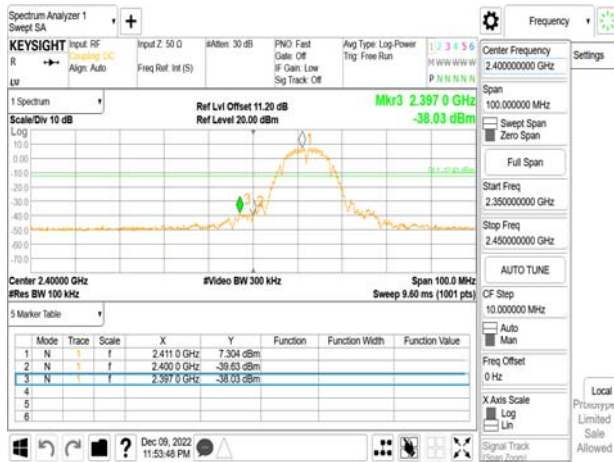 Spectrum Analyzer 1
Swept SA
Frequency
KEYSIGHT
R
Input: RF
Coupling: DC
Align: Auto
Input Z: 50 Ω
Freq Ref: Int (S)
#Atten: 30 dB
PNO: Fast
Gate: Off
IF Gain: Low
Sig Track: Off
Avg Type: Log-Power
Trig: Free Run
1 2 3 4 5 6
M W W W W W
P N N N N N
1 Spectrum
Scale/Div 10 dB
Ref Lvl Offset 11.20 dB
Ref Level 20.00 dBm
Mkr3 2.397 0 GHz
-38.03 dBm
Log
10.0
0.00
-10.0
-20.0
-30.0
-40.0
-50.0
-60.0
-70.0
1
3
2
Center 2.40000 GHz
#Res BW 100 kHz
#Video BW 300 kHz
Span 100.0 MHz
Sweep 9.60 ms (1001 pts)
5 Marker Table
Mode Trace Scale X Y Function Function Width Function Value
1 N 1 f 2.411 0 GHz 7.304 dBm
2 N 1 f 2.400 0 GHz -39.63 dBm
3 N 1 f 2.397 0 GHz -38.03 dBm
4
5
6
Dec 09, 2022
11:53:48 PM
Center Frequency
2.400000000 GHz
Settings
Span
100.000000 MHz
Swept Span
Zero Span
Full Span
Start Freq
2.350000000 GHz
Stop Freq
2.450000000 GHz
AUTO TUNE
CF Step
10.000000 MHz
Auto
Man
Freq Offset
0 Hz
X Axis Scale
Log
Lin
Signal Track
(Span Zoom)
Local
Prototype
Limited
Sale
Allowed